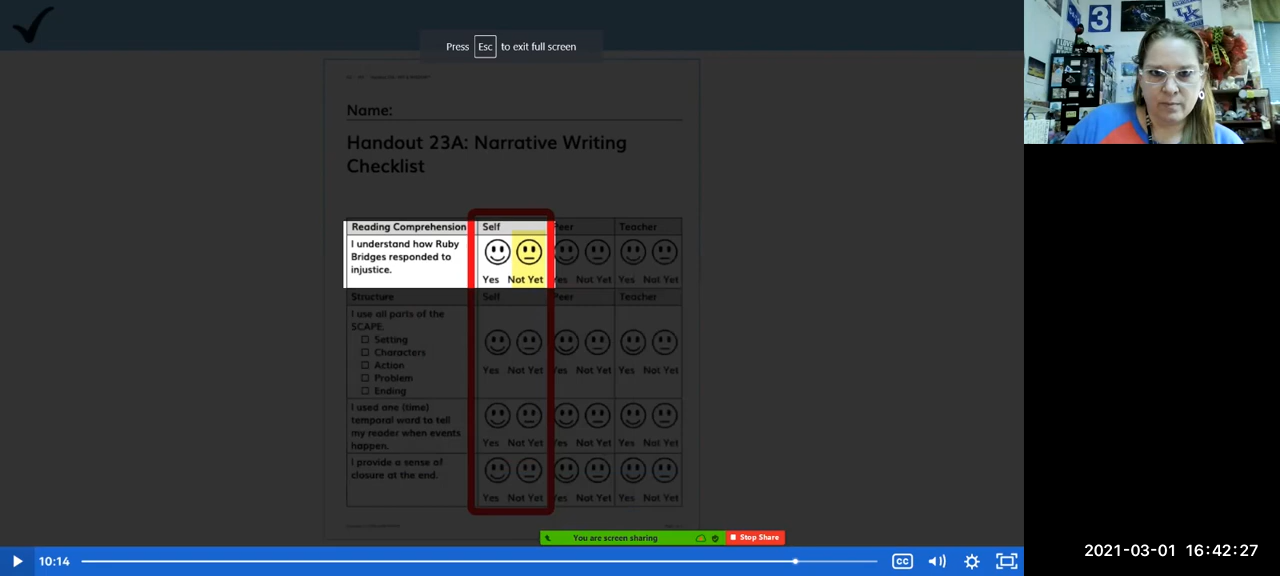 Press Esc to exit full screen
Name:
Handout 23A: Narrative Writing
Checklist
Reading Comprehension Self Peer Teacher
I understand how Ruby
Bridges responded to
injustice.
Yes Not Yet Yes Not Yet Yes Not Yet
Structure Self Peer Teacher
I use all parts of the
SCAPE.
Setting
Characters
Action
Problem
Ending
Yes Not Yet Yes Not Yet Yes Not Yet
I used one (time)
temporal word to tell
my reader when events
happen.
Yes Not Yet Yes Not Yet Yes Not Yet
I provide a sense of
closure at the end.
Yes Not Yet Yes Not Yet Yes Not Yet
You are screen sharing Stop Share
10:14
CC
3
UK
2021-03-01 16:42:27